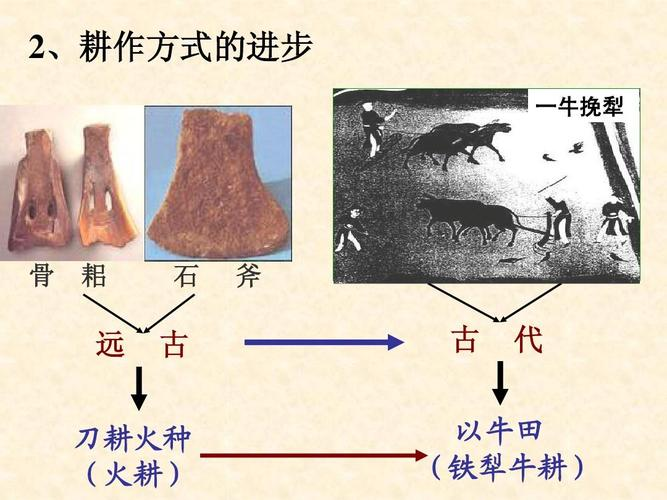 2、耕作方式的进步
一牛挽犁
骨 耜 石 斧
远 古 古 代
刀耕火种 以牛田
（火耕） （铁犁牛耕）